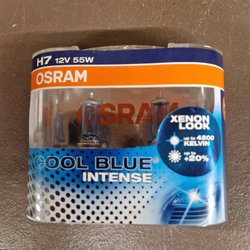 H7 12V 55W
OSRAM
OSRAM
XENON
LOOK
up to 4200
KELVIN
up to +20%
COOL BLUE®
INTENSE